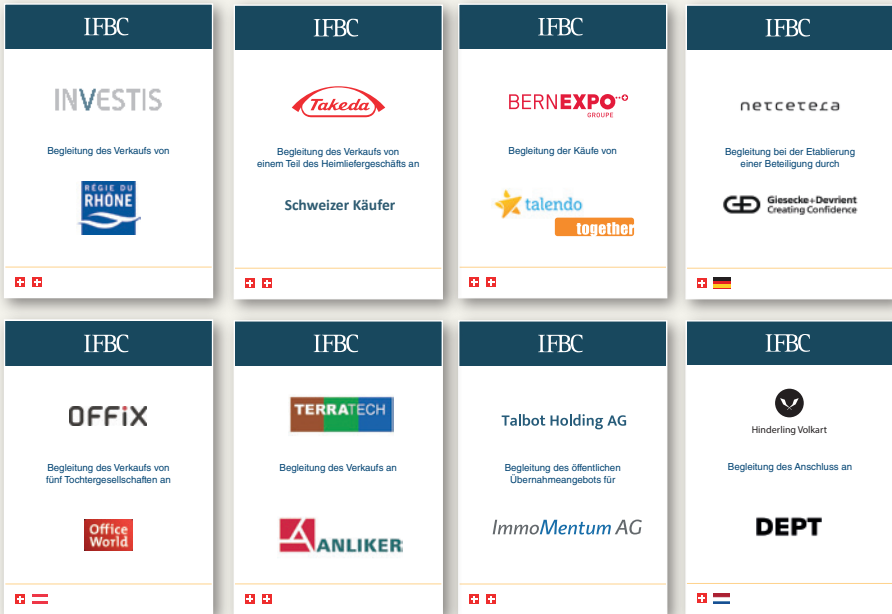 IFBC
INVESTIS
Begleitung des Verkaufs von
RÉGIE DU
RHÔNE
IFBC
Takeda
Begleitung des Verkaufs von
einem Teil des Heimliefergeschäfts an
Schweizer Käufer
IFBC
BERNEXPO
GROUPE
Begleitung der Käufe von
talendo
together
IFBC
netcetera
Begleitung bei der Etablierung
einer Beteiligung durch
Giesecke+Devrient
Creating Confidence
IFBC
OFFiX
Begleitung des Verkaufs von
fünf Tochtergesellschaften an
Office
World
IFBC
TERRATECH
Begleitung des Verkaufs an
ANLIKER
IFBC
Talbot Holding AG
Begleitung des öffentlichen
Übernahmeangebots für
ImmoMentum AG
IFBC
Hinderling Volkart
Begleitung des Anschluss an
DEPT